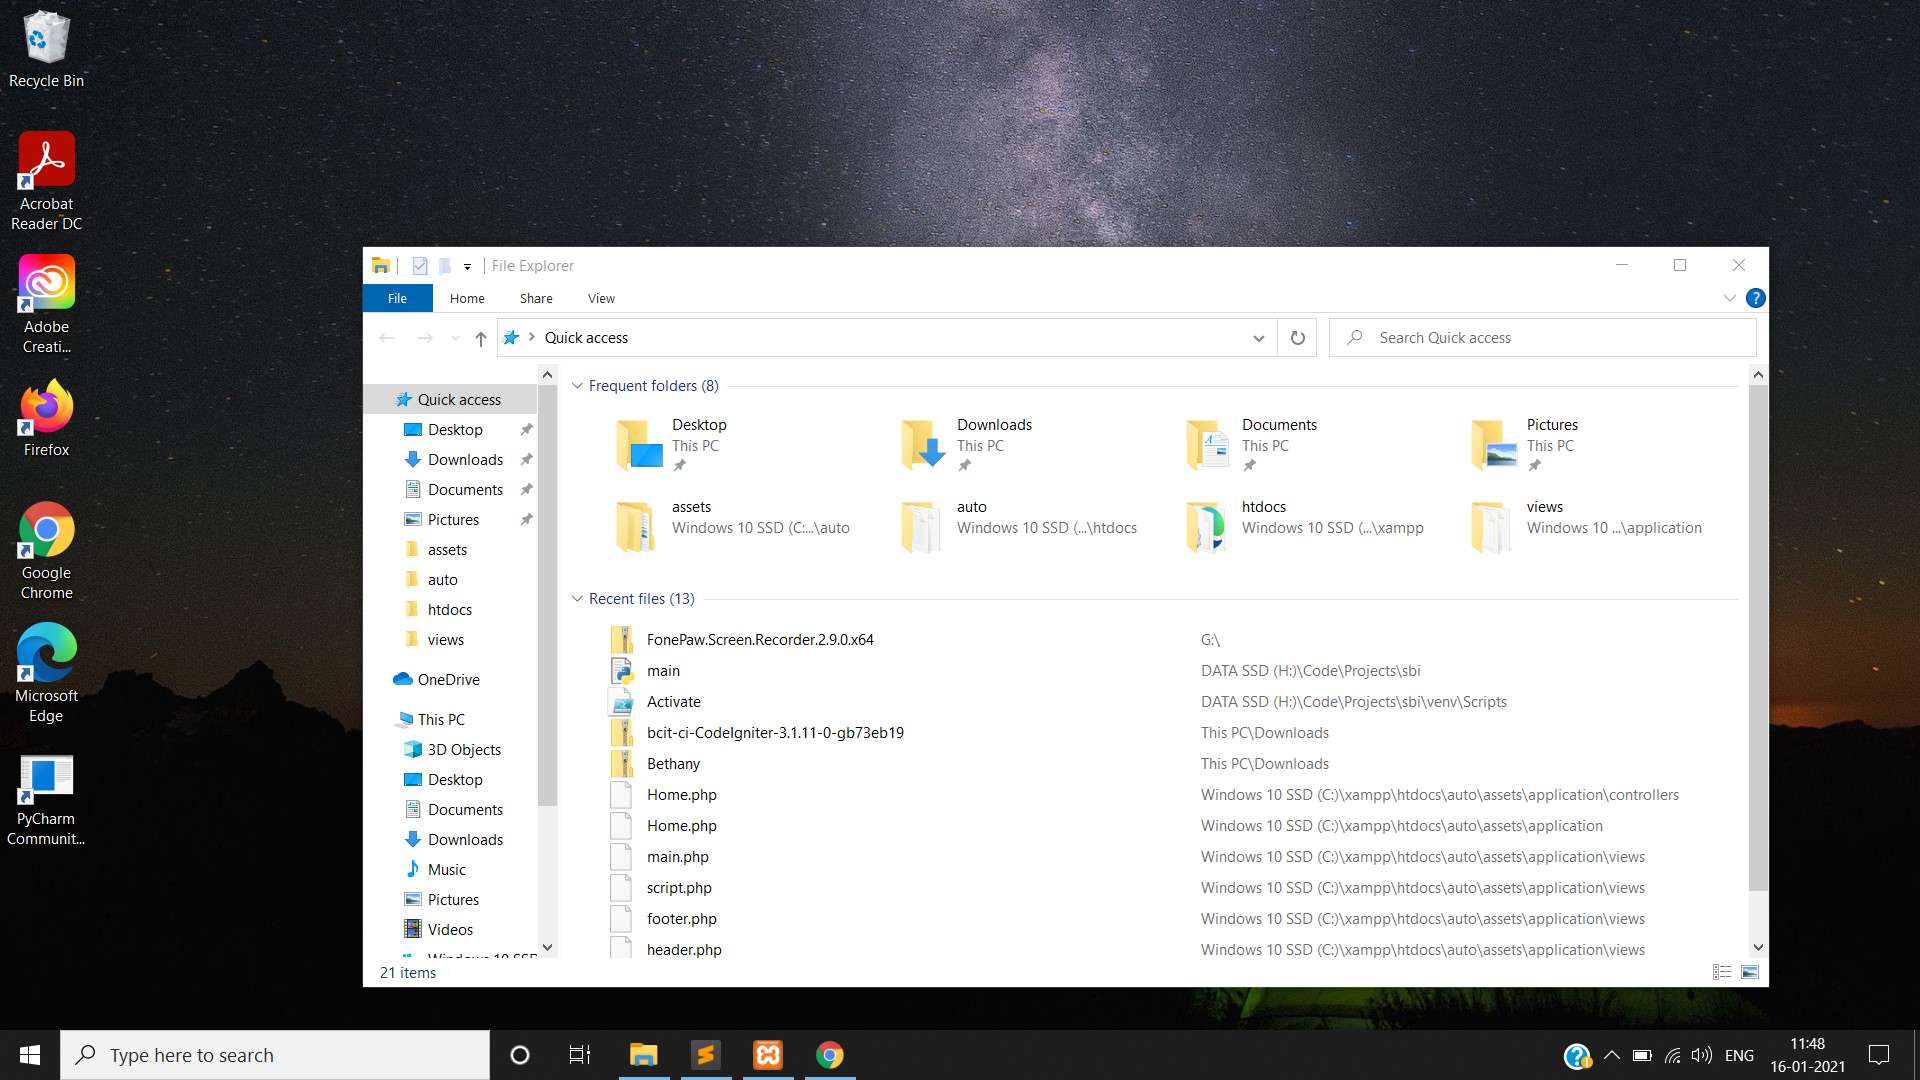 Recycle Bin
Acrobat
Reader DC
Adobe
Creati...
Firefox
Google
Chrome
Microsoft
Edge
PyCharm
Communit...
File Explorer
File
Home
Share
View
?
Quick access
Search Quick access
Quick access
Desktop
Downloads
Documents
Pictures
assets
auto
htdocs
views
OneDrive
This PC
3D Objects
Desktop
Documents
Downloads
Music
Pictures
Videos
Windows 10 SSD
Frequent folders (8)
Desktop
This PC
Downloads
This PC
Documents
This PC
Pictures
This PC
assets
Windows 10 SSD (C:...\auto
auto
Windows 10 SSD (...\htdocs
htdocs
Windows 10 SSD (...\xampp
views
Windows 10 ...\application
Recent files (13)
FonePaw.Screen.Recorder.2.9.0.x64 G:\
main DATA SSD (H:)\Code\Projects\sbi
Activate DATA SSD (H:)\Code\Projects\sbi\venv\Scripts
bcit-ci-CodeIgniter-3.1.11-0-gb73eb19 This PC\Downloads
Bethany This PC\Downloads
Home.php Windows 10 SSD (C:)\xampp\htdocs\auto\assets\application\controllers
Home.php Windows 10 SSD (C:)\xampp\htdocs\auto\assets\application
main.php Windows 10 SSD (C:)\xampp\htdocs\auto\assets\application\views
script.php Windows 10 SSD (C:)\xampp\htdocs\auto\assets\application\views
footer.php Windows 10 SSD (C:)\xampp\htdocs\auto\assets\application\views
header.php Windows 10 SSD (C:)\xampp\htdocs\auto\assets\application\views
21 items
Type here to search
ENG
11:48
16-01-2021